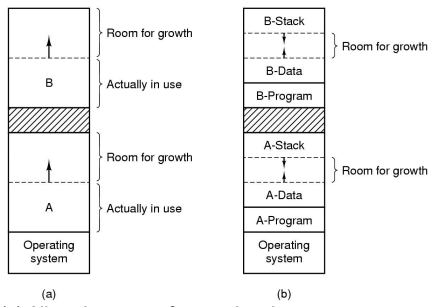 Room for growth
B
Actually in use
Room for growth
A
Actually in use
Operating
system
(a)
B-Stack
Room for growth
B-Data
B-Program
A-Stack
Room for growth
A-Data
A-Program
Operating
system
(b)